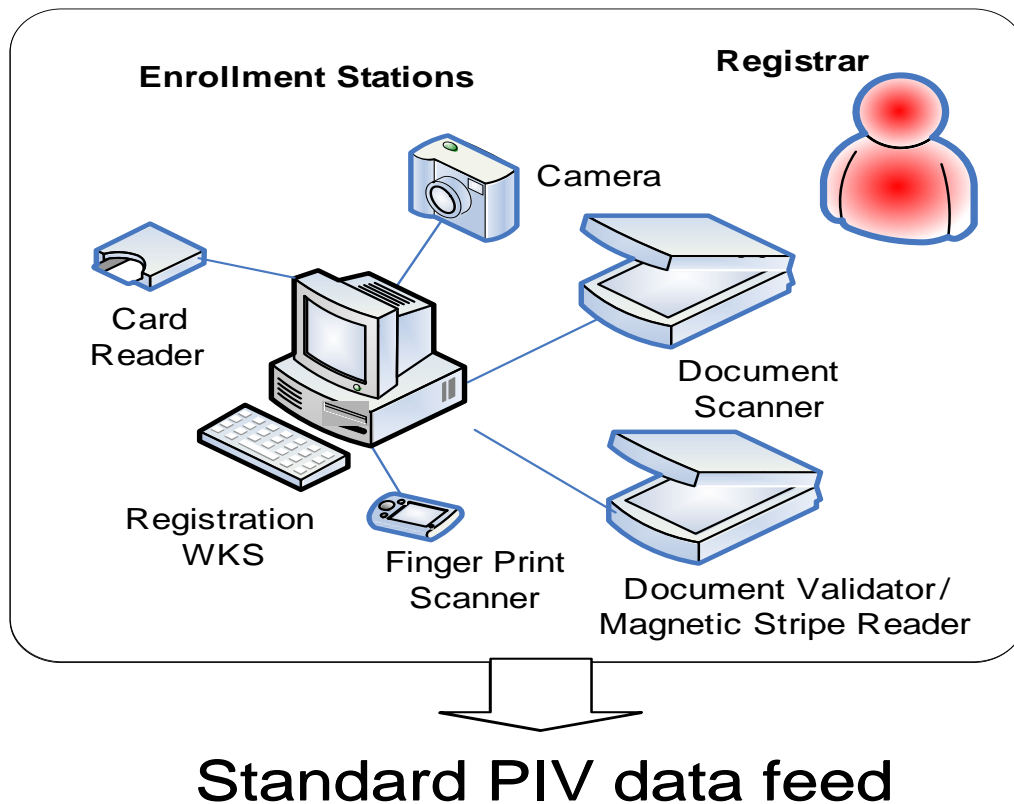 Enrollment Stations
Registrar
Camera
Card
Reader
Document
Scanner
Registration
WKS
Finger Print
Scanner
Document Validator/
Magnetic Stripe Reader
Standard PIV data feed